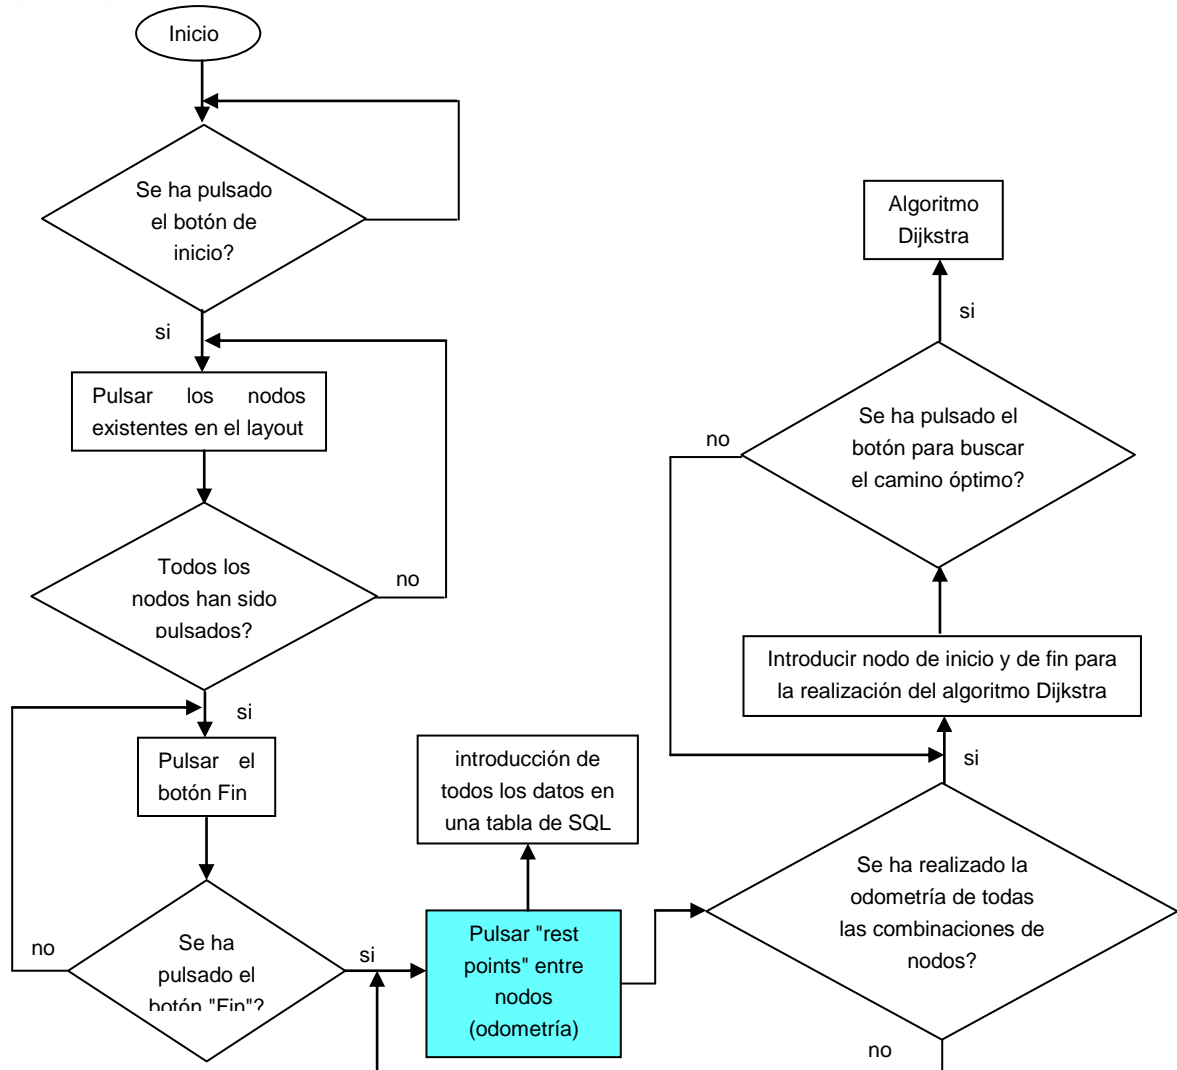 Inicio
Se ha pulsado
el botón de
inicio?
si
Pulsar los nodos
existentes en el layout
Todos los
nodos han sido
pulsados?
no
si
Pulsar el
botón Fin
Se ha
pulsado el
botón "Fin"?
no
si
introducción de
todos los datos en
una tabla de SQL
Pulsar "rest
points" entre
nodos
(odometría)
Se ha realizado la
odometría de todas
las combinaciones de
nodos?
no
si
Introducir nodo de inicio y de fin para
la realización del algoritmo Dijkstra
Se ha pulsado el
botón para buscar
el camino óptimo?
no
si
Algoritmo
Dijkstra